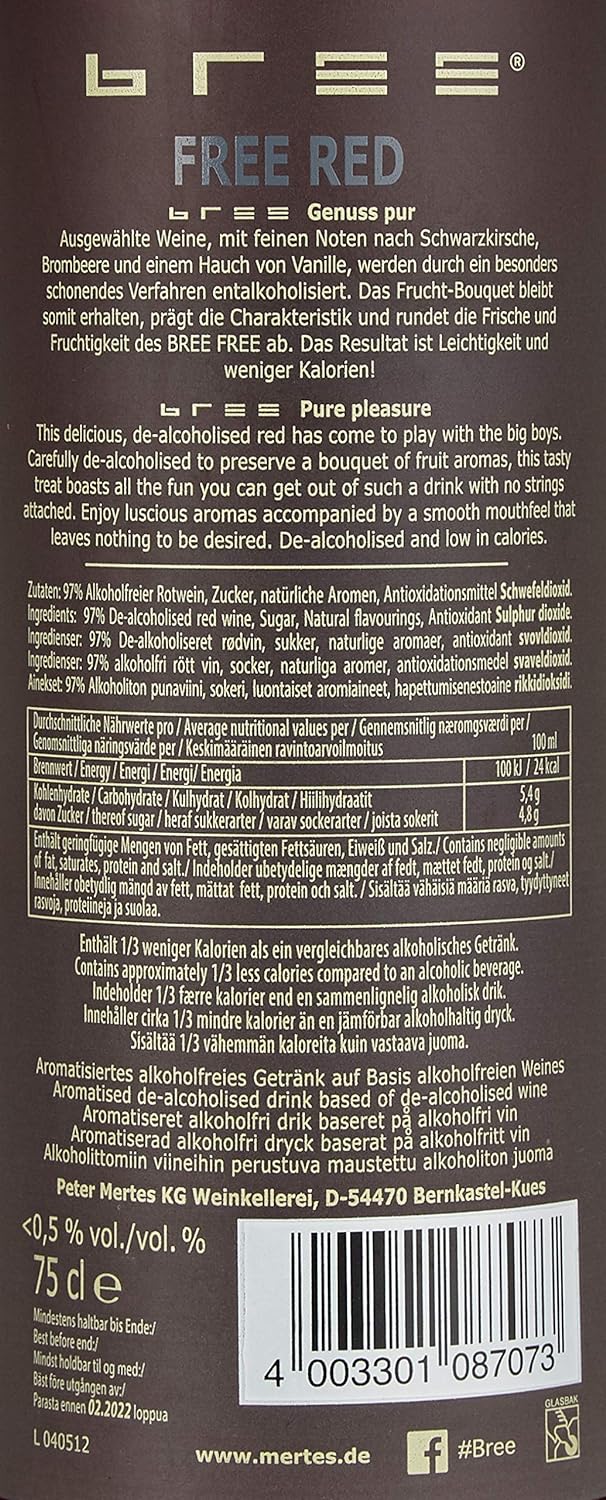 bree®
FREE RED
bree Genuss pur
Ausgewählte Weine, mit feinen Noten nach Schwarzkirsche,
Brombeere und einem Hauch von Vanille, werden durch ein besonders
schonendes Verfahren entalkoholisiert. Das Frucht-Bouquet bleibt
somit erhalten, prägt die Charakteristik und rundet die Frische und
Fruchtigkeit des BREE FREE ab. Das Resultat ist Leichtigkeit und
weniger Kalorien!
bree Pure pleasure
This delicious, de-alcoholised red has come to play with the big boys.
Carefully de-alcoholised to preserve a bouquet of fruit aromas, this tasty
treat boasts all the fun you can get out of such a drink with no strings
attached. Enjoy luscious aromas accompanied by a smooth mouthfeel that
leaves nothing to be desired. De-alcoholised and low in calories.
Zutaten: 97% Alkoholfreier Rotwein, Zucker, natürliche Aromen, Antioxidationsmittel Schwefeldioxid.
Ingredients: 97% De-alcoholised red wine, Sugar, Natural flavourings, Antioxidant Sulphur dioxide.
Ingredienser: 97% De-alkoholiseret rødvin, sukker, naturlige aromaer, antioxidant svovldioxid.
Ingredienser: 97% alkoholfri rött vin, socker, naturliga aromer, antioxidationsmedel svaveldioxid.
Ainekset: 97% Alkoholiton punaviini, sokeri, luontaiset aromiaineet, hapettumisenestoaine rikkidioksidi.
Durchschnittliche Nährwerte pro / Average nutritional values per / Gennemsnitlig næromgsværdi per /
Genomsnittliga näringsvärde per / Keskimääräinen ravintoarvoilmoitus 100 ml
Brennwert / Energy / Energi / Energi/ Energia 100 kJ / 24 kcal
Kohlenhydrate / Carbohydrate / Kulhydrat / Kolhydrat / Hiilihydraatit 5,4 g
davon Zucker / thereof sugar / heraf sukkerarter / varav sockerarter / joista sokerit 4,8 g
Enthält geringfügige Mengen von Fett, gesättigten Fettsäuren, Eiweiß und Salz./ Contains negligible amounts
of fat, saturates, protein and salt./ Indeholder ubetydelige mængder af fedt, mættet fedt, protein og salt./
Innehåller obetydlig mängd av fett, mättat fett, protein och salt. / Sisältää vähäisiä määriä rasva, tyydyttyneet
rasvoja, proteiineja ja suolaa.
Enthält 1/3 weniger Kalorien als ein vergleichbares alkoholisches Getränk.
Contains approximately 1/3 less calories compared to an alcoholic beverage.
Indeholder 1/3 færre kalorier end en sammenlignelig alkoholisk drik.
Innehåller cirka 1/3 mindre kalorier än en jämförbar alkoholhaltig dryck.
Sisältää 1/3 vähemmän kaloreita kuin vastaava juoma.
Aromatisiertes alkoholfreies Getränk auf Basis alkoholfreien Weines
Aromatised de-alcoholised drink based of de-alcoholised wine
Aromatiseret alkoholfri drik baseret på alkoholfri vin
Aromatiserad alkoholfri dryck baserat på alkoholfritt vin
Alkoholittomiin viineihin perustuva maustettu alkoholiton juoma
Peter Mertes KG Weinkellerei, D-54470 Bernkastel-Kues
<0,5 % vol./vol. %
75 cl e
Mindestens haltbar bis Ende:/
Best before end:/
Mindst holdbar til og med:/
Bäst före utgången av:/
Parasta ennen 02.2022 loppua
L 040512
4 003301 087073
www.mertes.de
f #Bree
GLASBAK